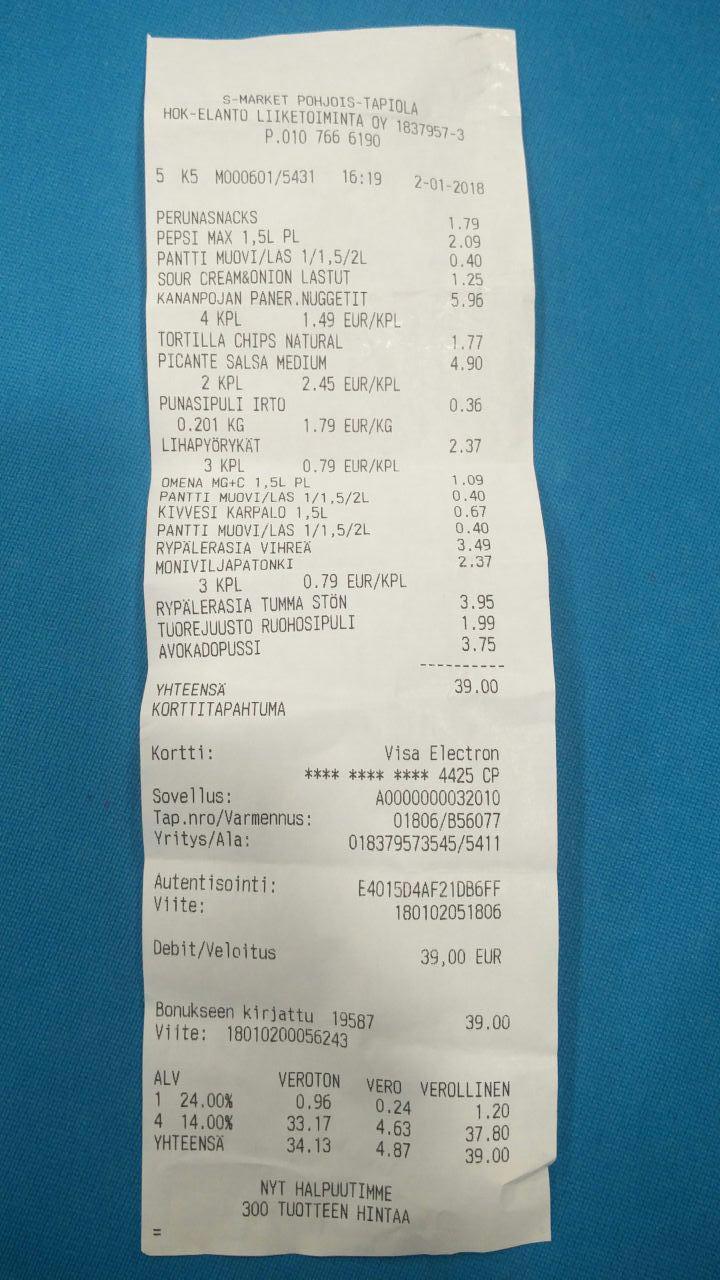 S-MARKET POHJOIS-TAPIOLA
HOK-ELANTO LIIKETOIMINTA OY 1837957-3
P.010 766 6190
5 K5 M000601/5431 16:19 2-01-2018
PERUNASNACKS 1.79
PEPSI MAX 1,5L PL 2.09
PANTTI MUOVI/LAS 1/1,5/2L 0.40
SOUR CREAM&ONION LASTUT 1.25
KANANPOJAN PANER.NUGGETIT 5.96
4 KPL 1.49 EUR/KPL
TORTILLA CHIPS NATURAL 1.77
PICANTE SALSA MEDIUM 4.90
2 KPL 2.45 EUR/KPL
PUNASIPULI IRTO 0.36
0.201 KG 1.79 EUR/KG
LIHAPYÖRYKÄT 2.37
3 KPL 0.79 EUR/KPL
OMENA MG+C 1,5L PL 1.09
PANTTI MUOVI/LAS 1/1,5/2L 0.40
KIVVESI KARPALO 1,5L 0.67
PANTTI MUOVI/LAS 1/1,5/2L 0.40
RYPÄLERASIA VIHREÄ 3.49
MONIVILJAPATONKI 2.37
3 KPL 0.79 EUR/KPL
RYPÄLERASIA TUMMA STÖN 3.95
TUOREJUUSTO RUOHOSIPULI 1.99
AVOKADOPUSSI 3.75
----------
YHTEENSÄ 39.00
KORTTITAPAHTUMA
Kortti: Visa Electron
**** **** **** 4425 CP
Sovellus: A0000000032010
Tap.nro/Varmennus: 01806/B56077
Yritys/Ala: 018379573545/5411
Autentisointi: E4015D4AF21DB6FF
Viite: 180102051806
Debit/Veloitus 39,00 EUR
Bonukseen kirjattu 19587 39.00
Viite: 18010200056243
ALV VEROTON VERO VEROLLINEN
1 24.00% 0.96 0.24 1.20
4 14.00% 33.17 4.63 37.80
YHTEENSÄ 34.13 4.87 39.00
NYT HALPUUTIMME
300 TUOTTEEN HINTAA
=